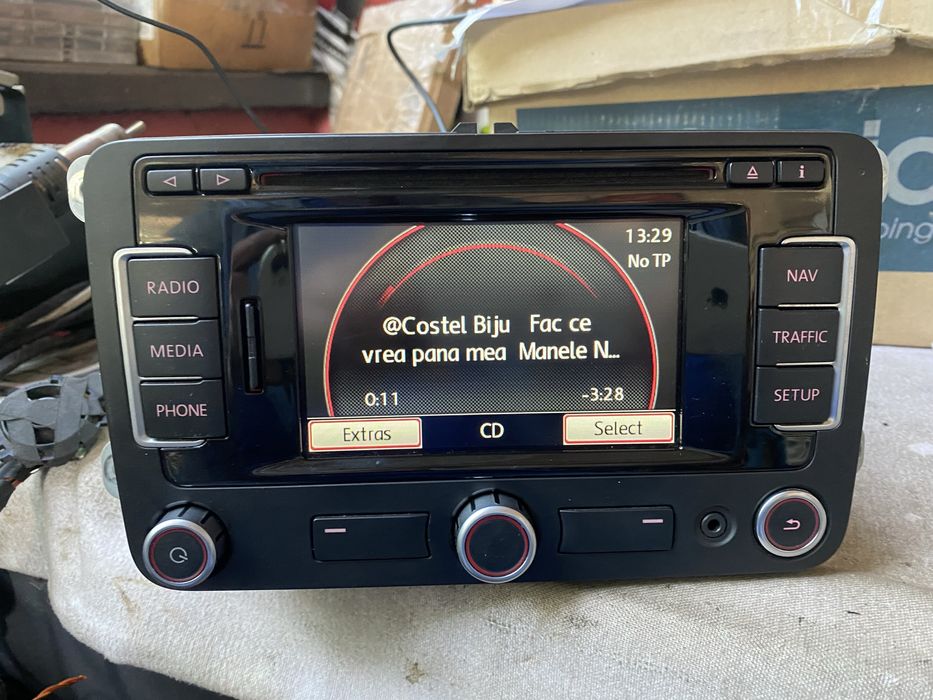 13:29
No TP
RADIO
NAV
@Costel Biju Fac ce
vrea pana mea Manele N...
MEDIA
TRAFFIC
0:11
-3:28
PHONE
SETUP
Extras
CD
Select
i
11